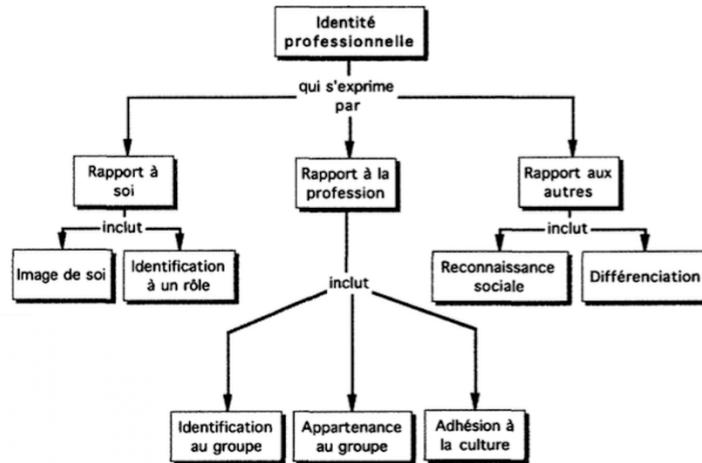 Identité
professionnelle
qui s'exprime
par
Rapport à
soi
Rapport à la
profession
Rapport aux
autres
inclut
inclut
Image de soi
Identification
à un rôle
Reconnaissance
sociale
Différenciation
inclut
Identification
au groupe
Appartenance
au groupe
Adhésion à
la culture